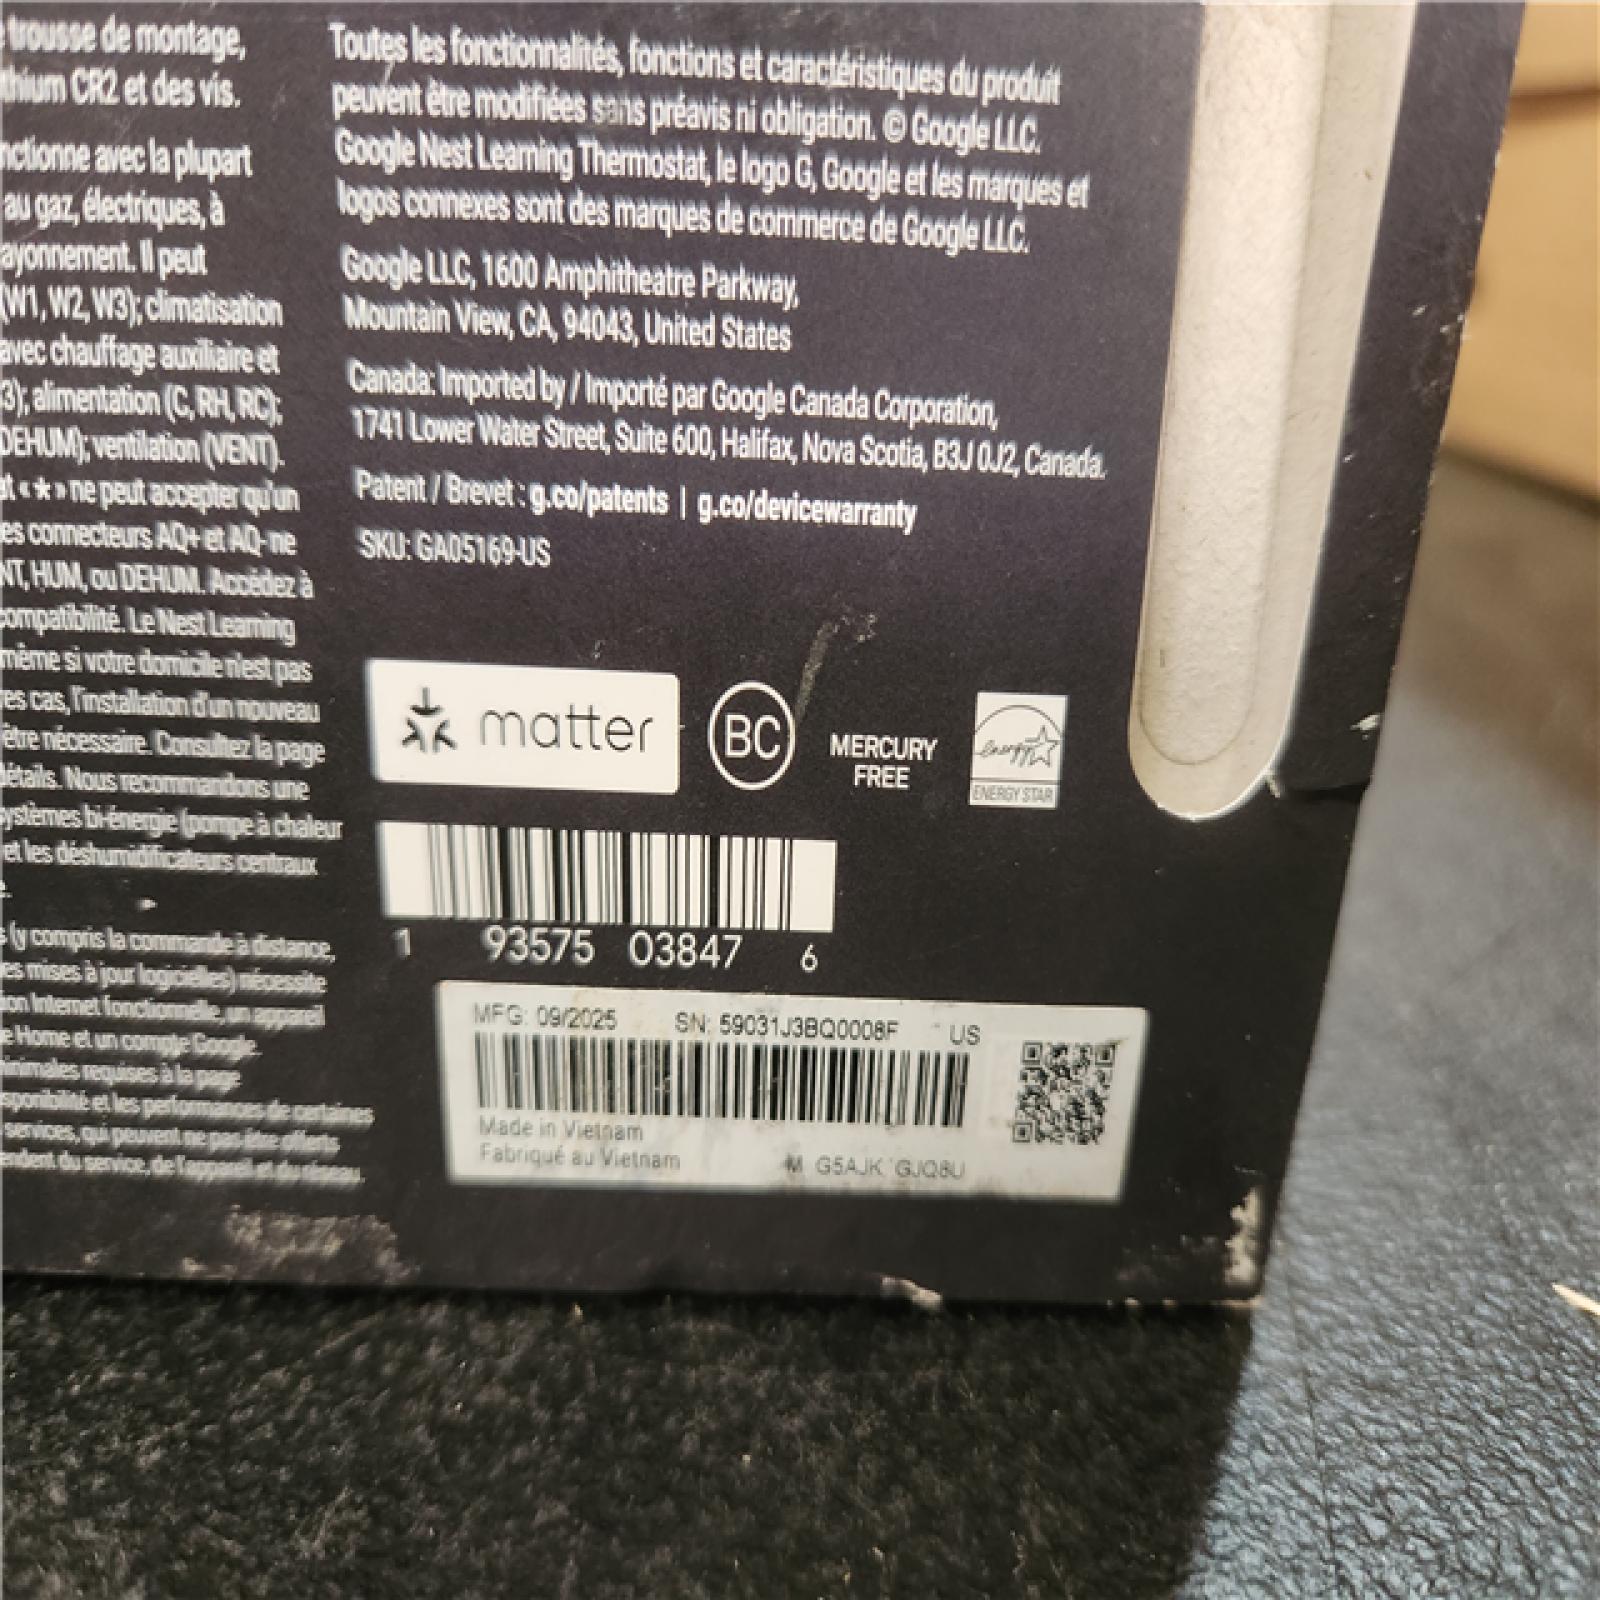 trousse de montage,
thium CR2 et des vis.
nctionne avec la plupart
au gaz, électriques, à
ayonnement. Il peut
(W1, W2, W3); climatisation
avec chauffage auxiliaire et
3); alimentation (C, RH, RC);
DEHUM); ventilation (VENT).
at « * » ne peut accepter qu'un
es connecteurs AQ+ et AQ- ne
NT, HUM, ou DEHUM. Accédez à
compatibilité. Le Nest Learning
même si votre domicile n'est pas
res cas, l'installation d'un nouveau
être nécessaire. Consultez la page
détails. Nous recommandons une
systèmes bi-énergie (pompe à chaleur
et les déshumidificateurs centraux
s (y compris la commande à distance,
es mises à jour logicielles) nécessite
ion Internet fonctionnelle, un appareil
e Home et un compte Google.
minimales requises à la page
sponibilité et les performances de certaines
services, qui peuvent ne pas être offerts
endent du service, de l'appareil et du réseau.
Toutes les fonctionnalités, fonctions et caractéristiques du produit
peuvent être modifiées sans préavis ni obligation. © Google LLC.
Google Nest Learning Thermostat, le logo G, Google et les marques et
logos connexes sont des marques de commerce de Google LLC.
Google LLC, 1600 Amphitheatre Parkway,
Mountain View, CA, 94043, United States
Canada: Imported by / Importé par Google Canada Corporation,
1741 Lower Water Street, Suite 600, Halifax, Nova Scotia, B3J 0J2, Canada.
Patent / Brevet : g.co/patents | g.co/devicewarranty
SKU: GA05169-US
matter
BC
MERCURY
FREE
energy
ENERGY STAR
1 93575 03847 6
MFG: 09/2025 SN: 59031J3BQ0008F US
Made in Vietnam
Fabriqué au Vietnam
M G5AJK GJQ8U